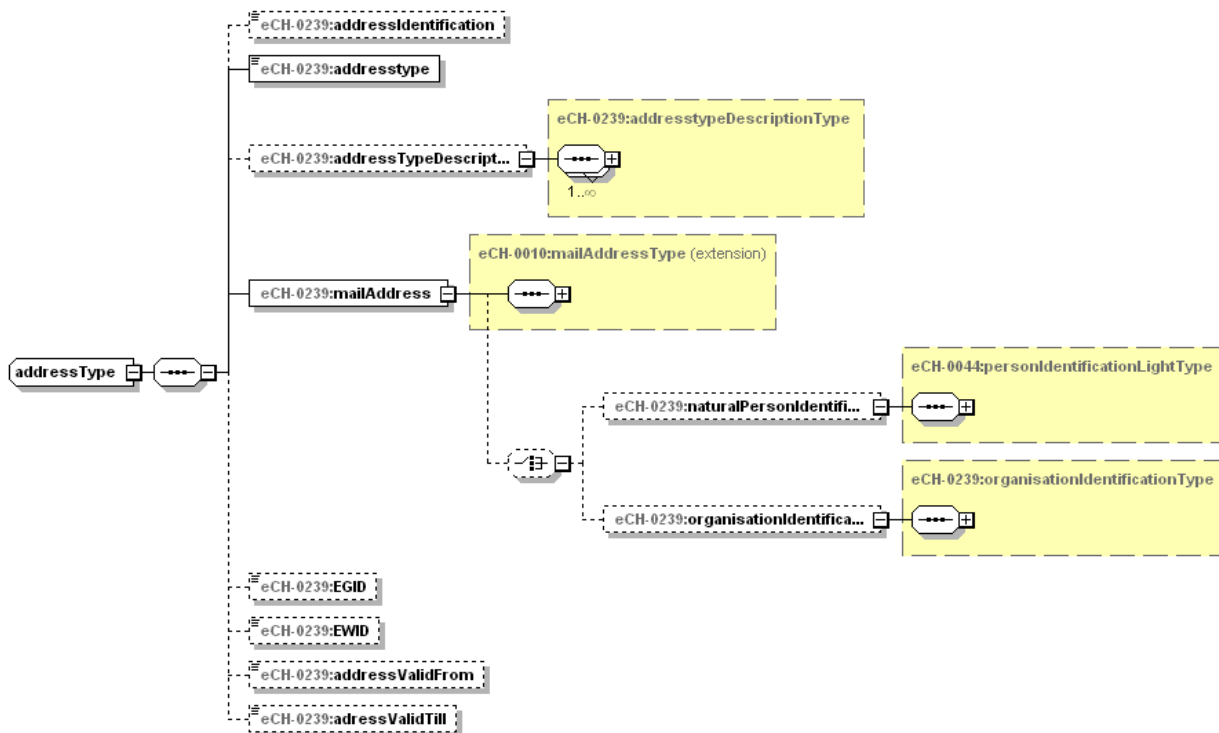 eCH-0239:addressIdentification
eCH-0239:addresstype
eCH-0239:addresstypeDescriptionType
eCH-0239:addressTypeDescript...
1..∞
eCH-0010:mailAddressType (extension)
eCH-0239:mailAddress
addressType
eCH-0044:personIdentificationLightType
eCH-0239:naturalPersonIdentifi...
eCH-0239:organisationIdentificationType
eCH-0239:organisationIdentifica...
eCH-0239:EGID
eCH-0239:EWID
eCH-0239:addressValidFrom
eCH-0239:adressValidTill